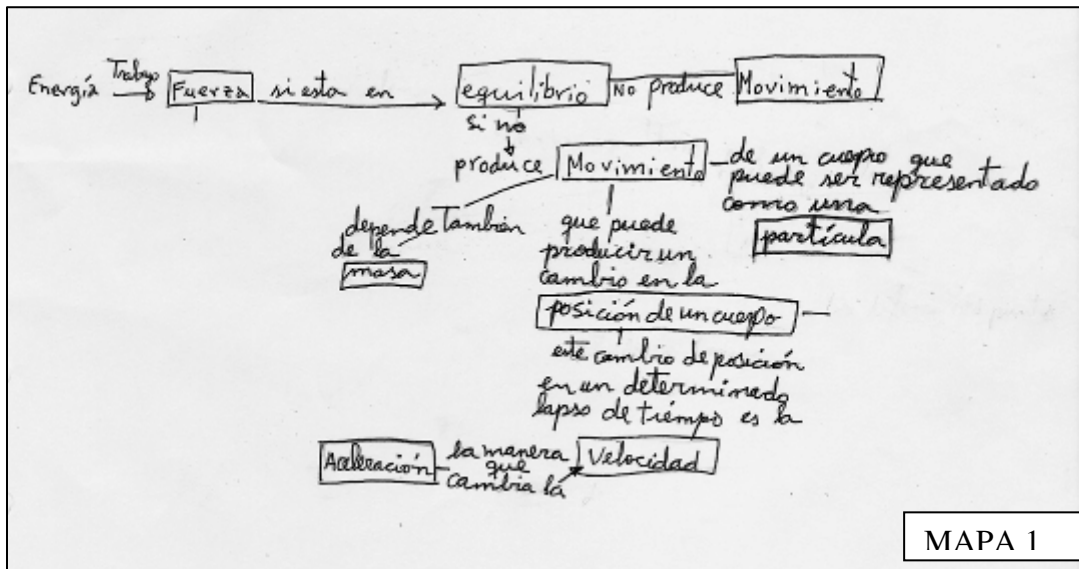 Energía Trabajo Fuerza si esta en equilibrio No produce Movimiento
si no
produce Movimiento de un cuerpo que
puede ser representado
como una
partícula
depende También
de la
masa
que puede
producir un
cambio en la
posición de un cuerpo
este cambio de posición
en un determinado
lapso de tiémpo es la
Aceleración la manera
que
cambia la
Velocidad
MAPA 1